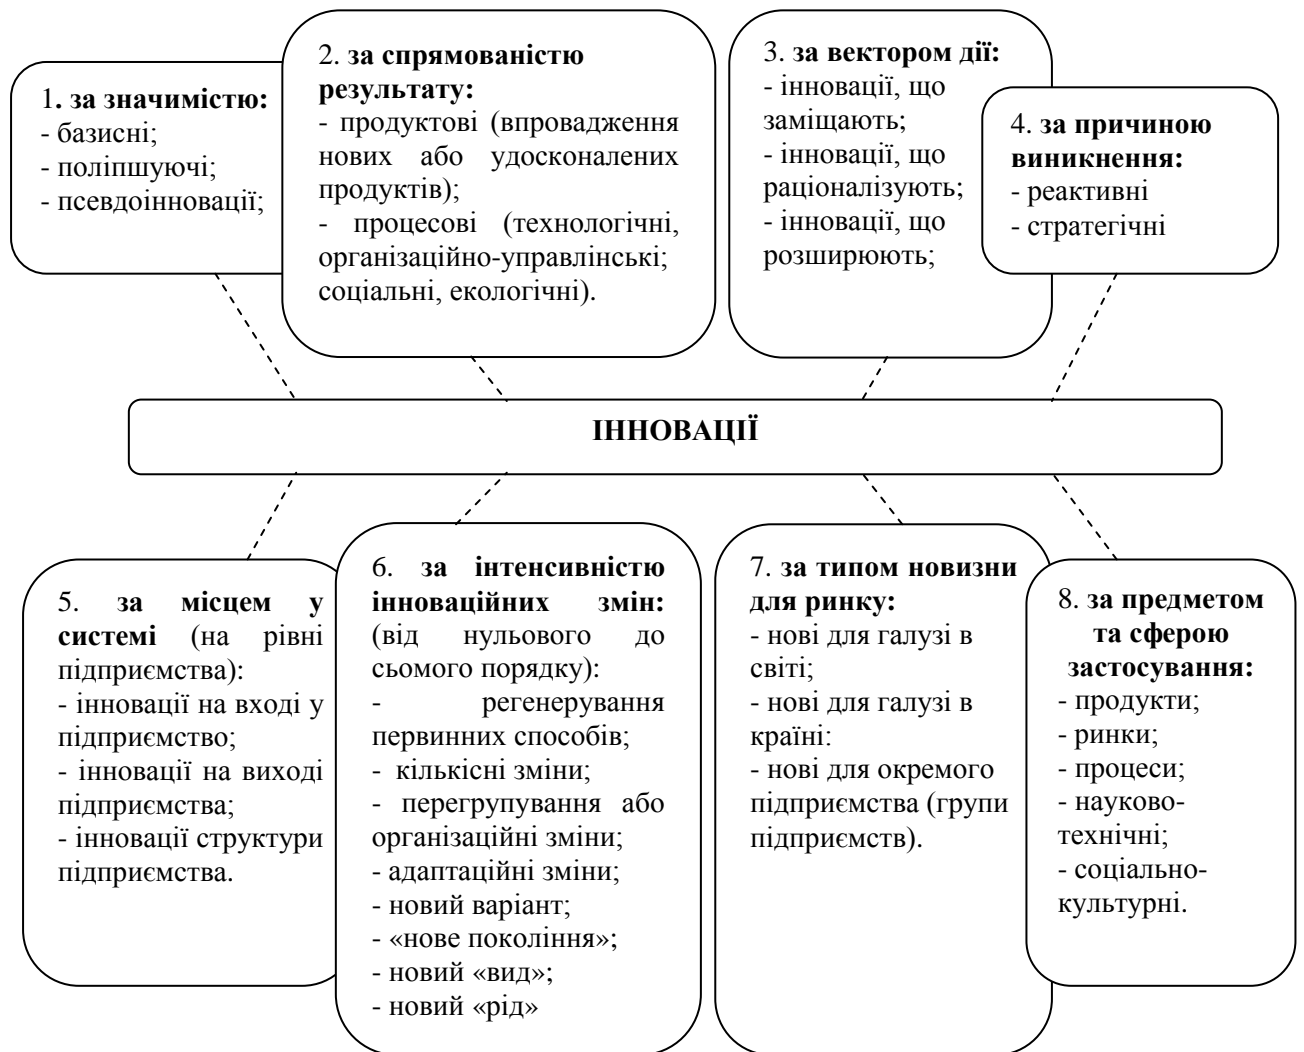 1. за значимістю:
- базисні;
- поліпшуючі;
- псевдоінновації;
2. за спрямованістю
результату:
- продуктові (впровадження
нових або удосконалених
продуктів);
- процесові (технологічні,
організаційно-управлінські;
соціальні, екологічні).
3. за вектором дії:
- інновації, що
заміщають;
- інновації, що
раціоналізують;
- інновації, що
розширюють;
4. за причиною
виникнення:
- реактивні
- стратегічні
ІННОВАЦІЇ
5. за місцем у
системі (на рівні
підприємства):
- інновації на вході у
підприємство;
- інновації на виході
підприємства;
- інновації структури
підприємства.
6. за інтенсивністю
інноваційних змін:
(від нульового до
сьомого порядку):
- регенерування
первинних способів;
- кількісні зміни;
- перегрупування або
організаційні зміни;
- адаптаційні зміни;
- новий варіант;
- «нове покоління»;
- новий «вид»;
- новий «рід»
7. за типом новизни
для ринку:
- нові для галузі в
світі;
- нові для галузі в
країні:
- нові для окремого
підприємства (групи
підприємств).
8. за предметом
та сферою
застосування:
- продукти;
- ринки;
- процеси;
- науково-
технічні;
- соціально-
культурні.